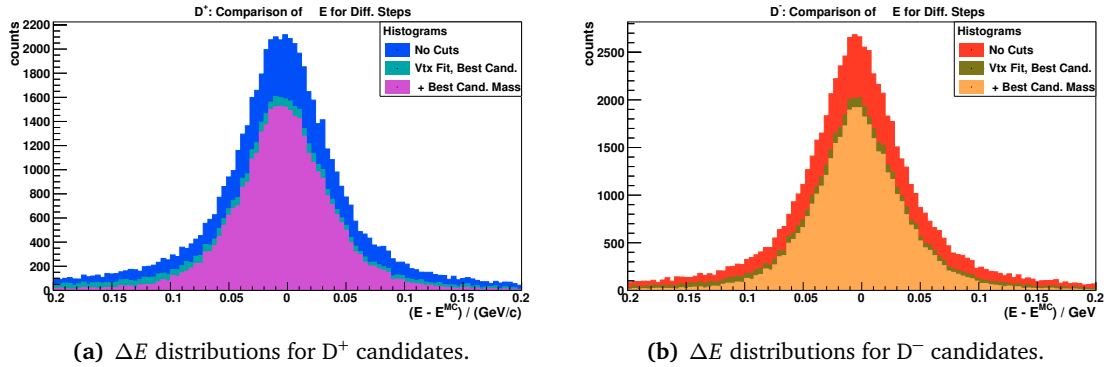 D⁺: Comparison of E for Diff. Steps
counts
2200
2000
1800
1600
1400
1200
1000
800
600
400
200
0
Histograms
No Cuts
Vtx Fit, Best Cand.
+ Best Cand. Mass
0.2 0.15 0.1 0.05 0 0.05 0.1 0.15 0.2
(E - Eᴹᶜ) / (GeV/c)
(a) ΔE distributions for D⁺ candidates.
D⁻: Comparison of E for Diff. Steps
counts
2500
2000
1500
1000
500
0
Histograms
No Cuts
Vtx Fit, Best Cand.
+ Best Cand. Mass
0.2 0.15 0.1 0.05 0 0.05 0.1 0.15 0.2
(E - Eᴹᶜ) / GeV
(b) ΔE distributions for D⁻ candidates.